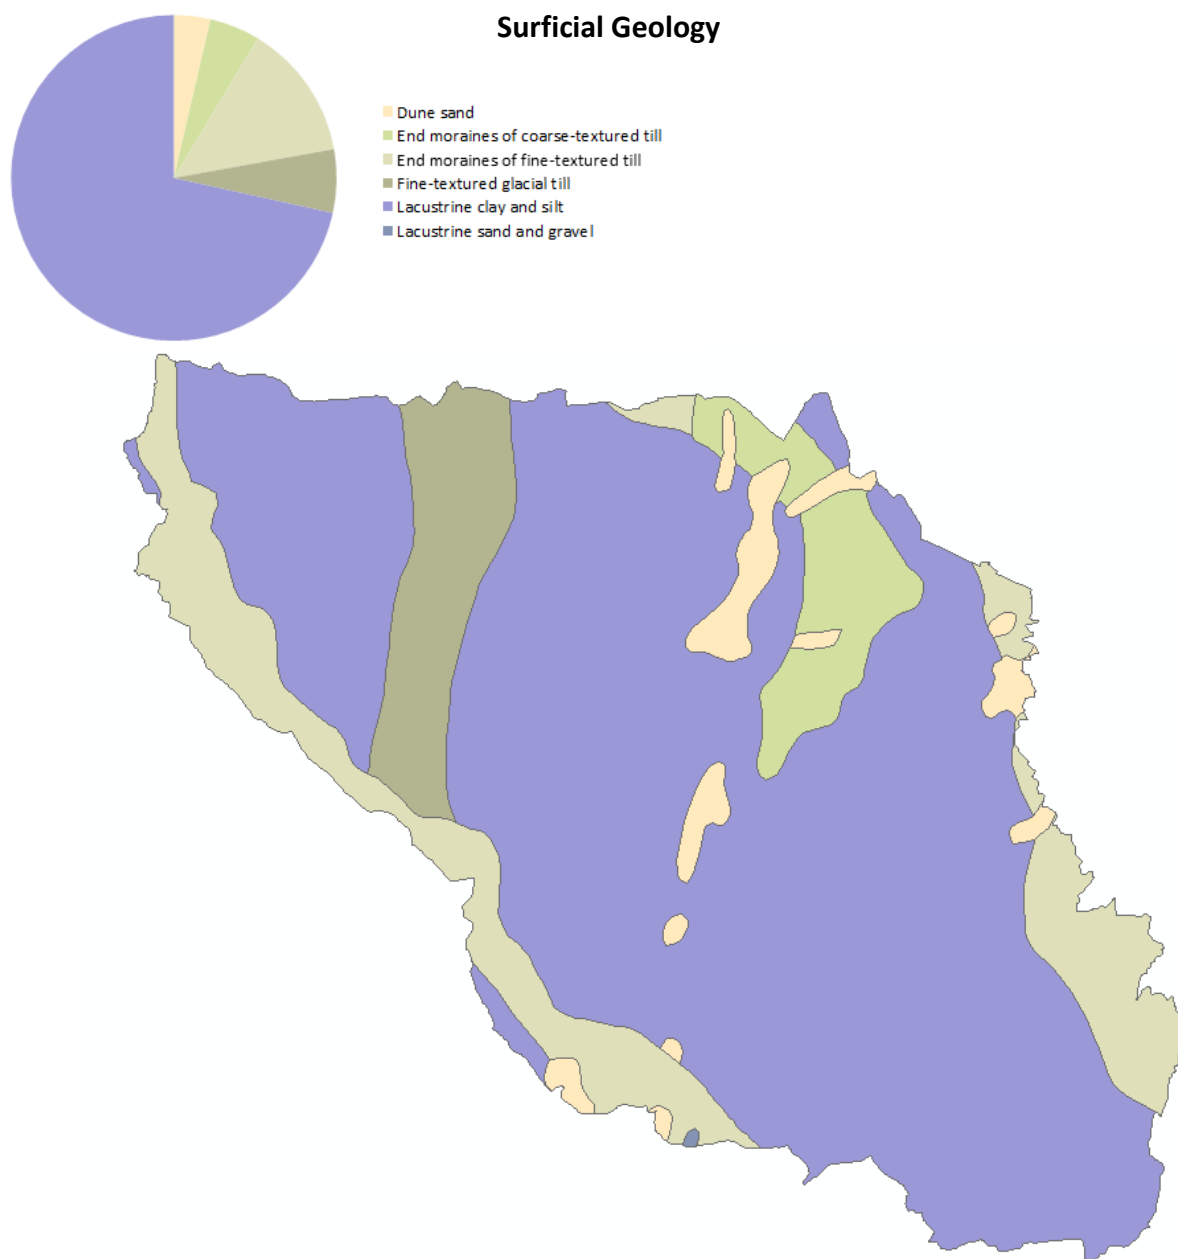 Surficial Geology
Dune sand
End moraines of coarse-textured till
End moraines of fine-textured till
Fine-textured glacial till
Lacustrine clay and silt
Lacustrine sand and gravel